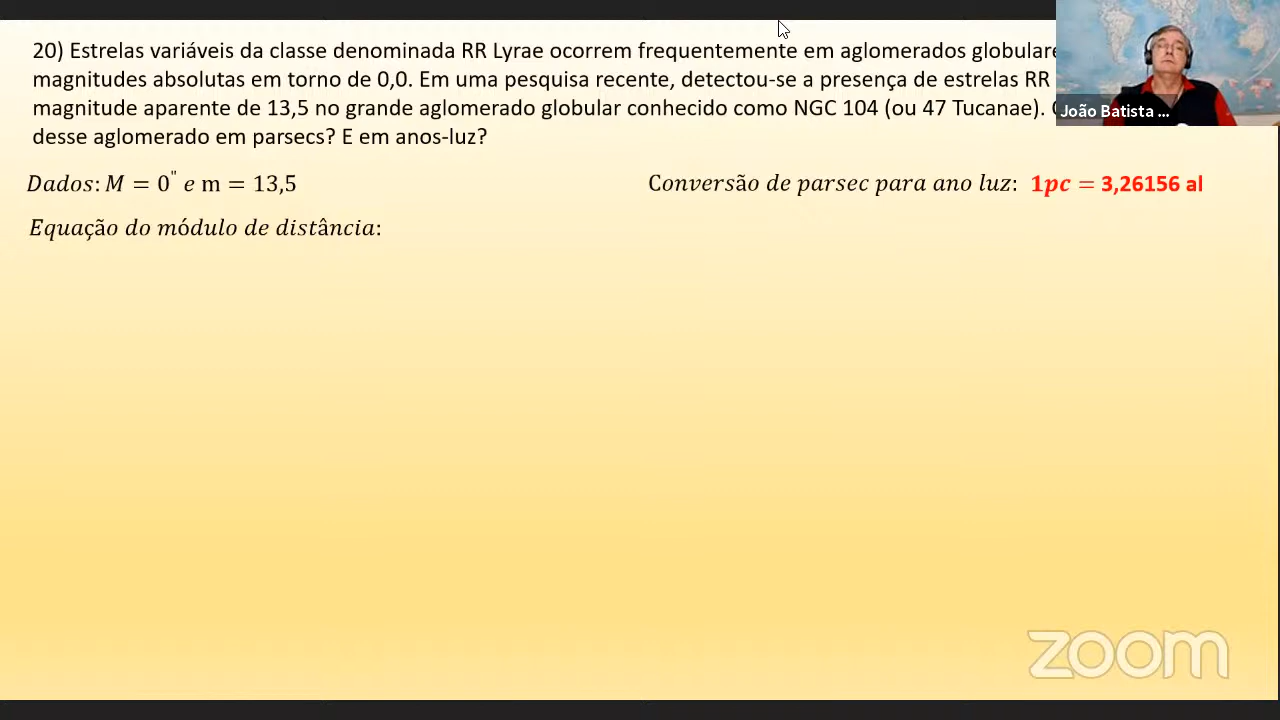 20) Estrelas variáveis da classe denominada RR Lyrae ocorrem frequentemente em aglomerados
magnitudes absolutas em torno de 0,0. Em uma pesquisa recente, detectou-se a presença de estrelas RR
magnitude aparente de 13,5 no grande aglomerado globular conhecido como NGC 104 (ou 47 Tucanae).
desse aglomerado em parsecs? E em anos-luz?
Dados: M = 0" e m = 13,5
Conversão de parsec para ano luz: 1pc = 3,26156 al
Equação do módulo de distância:
João Batista ...
zoom